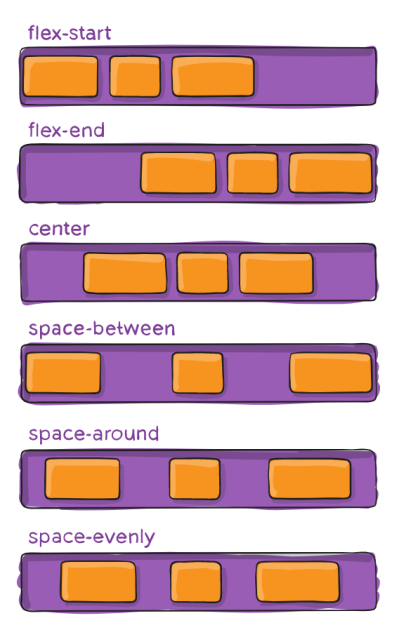 flex-start
flex-end
center
space-between
space-around
space-evenly